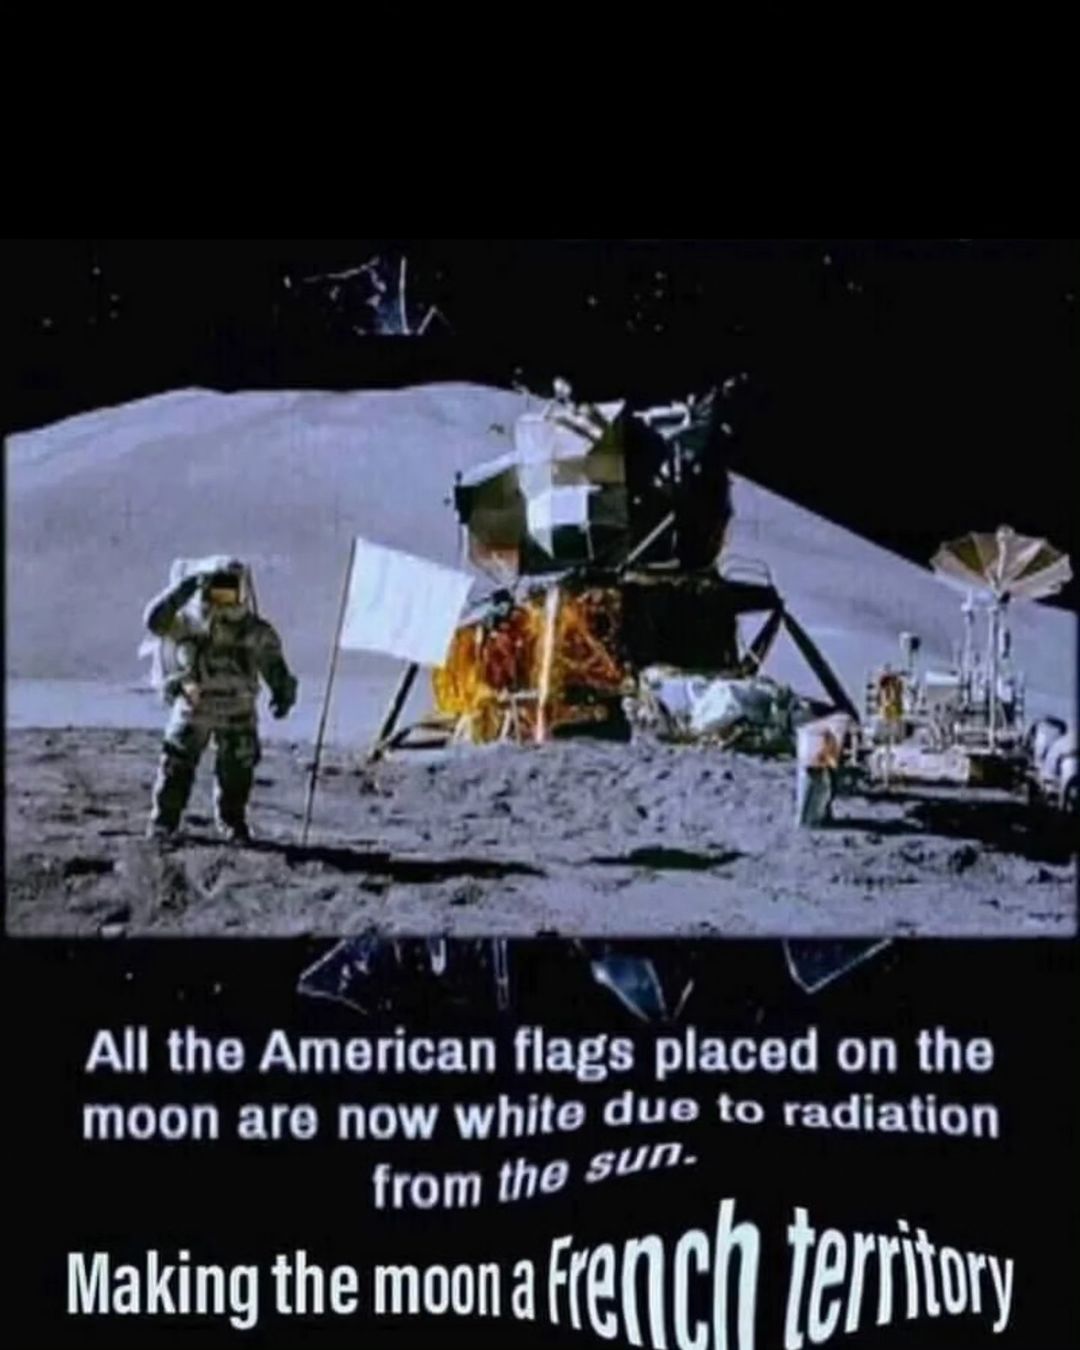 All the American flags placed on the
moon are now white due to radiation
from the sun.
Making the moon a French territory